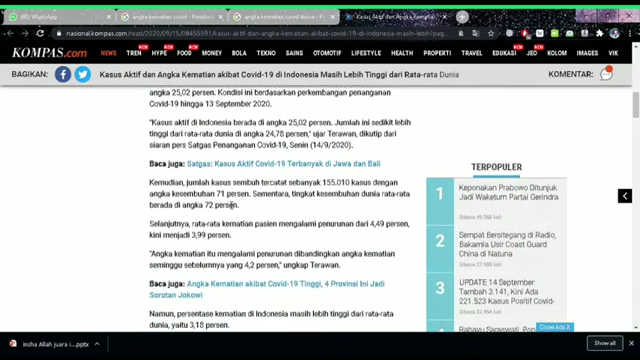 (80) WhatsApp
angka kematian covid - Penelus
angka kematian covid dunia - P
Kasus Aktif dan Angka Kematian
nasional.kompas.com/read/2020/09/15/08455591/kasus-aktif-dan-angka-kematian-akibat-covid-19-di-indonesia-masih-lebih?pag
KOMPAS.com
NEWS TREN HYPE FOOD MONEY BOLA TEKNO SAINS OTOMOTIF LIFESTYLE HEALTH PROPERTI TRAVEL EDUKASI JEO KOLOM IMAGES VIK
BAGIKAN: Kasus Aktif dan Angka Kematian akibat Covid-19 di Indonesia Masih Lebih Tinggi dari Rata-rata Dunia KOMENTAR:
angka 25,02 persen. Kondisi ini berdasarkan perkembangan penanganan
Covid-19 hingga 13 September 2020.
"Kasus aktif di Indonesia berada di angka 25,02 persen. Jumlah ini sedikit lebih
tinggi dari rata-rata dunia di angka 24,78 persen," ujar Terawan, dikutip dari
siaran pers Satgas Penanganan Covid-19, Senin (14/9/2020).
Baca juga: Satgas: Kasus Aktif Covid-19 Terbanyak di Jawa dan Bali
Kemudian, jumlah kasus sembuh tercatat sebanyak 155.010 kasus dengan
angka kesembuhan 71 persen. Sementara, tingkat kesembuhan dunia rata-rata
berada di angka 72 persen.
Selanjutnya, rata-rata kematian pasien mengalami penurunan dari 4,49 persen,
kini menjadi 3,99 persen.
"Angka kematian itu mengalami penurunan dibandingkan angka kematian
seminggu sebelumnya yang 4,2 persen," ungkap Terawan.
Baca juga: Angka Kematian akibat Covid-19 Tinggi, 4 Provinsi Ini Jadi
Sorotan Jokowi
Namun, persentase kematian di Indonesia masih lebih tinggi dari rata-rata
dunia, yaitu 3,18 persen.
TERPOPULER
1
Keponakan Prabowo Ditunjuk
Jadi Waketum Partai Gerindra
2
Sempat Bersitegang di Radio,
Bakamla Usir Coast Guard
China di Natuna
3
UPDATE 14 September:
Tambah 3.141, Kini Ada
221.523 Kasus Positif Covid-
Rahayu Saraswati,
Close Ads X
insha Allah juara i....pptx
Show all